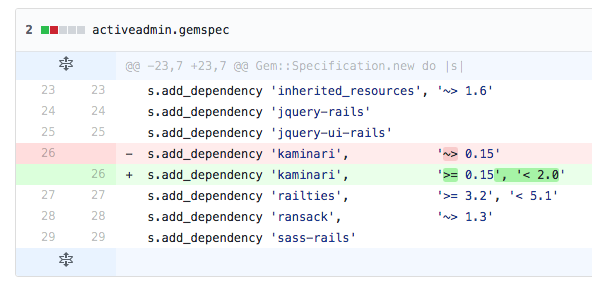 2 activeadmin.gemspec
@@ -23,7 +23,7 @@ Gem::Specification.new do |s|
23 23 s.add_dependency 'inherited_resources', '~> 1.6'
24 24 s.add_dependency 'jquery-rails'
25 25 s.add_dependency 'jquery-ui-rails'
26 - s.add_dependency 'kaminari', '~> 0.15'
26 + s.add_dependency 'kaminari', '>= 0.15', '< 2.0'
27 27 s.add_dependency 'railties', '>= 3.2', '< 5.1'
28 28 s.add_dependency 'ransack', '~> 1.3'
29 29 s.add_dependency 'sass-rails'